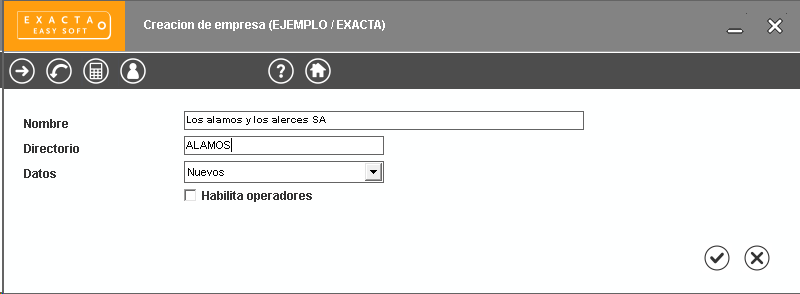 EXACTA
EASY SOFT
Creacion de empresa (EJEMPLO / EXACTA)
Nombre
Los alamos y los alerces SA
Directorio
ALAMOS
Datos
Nuevos
Habilita operadores